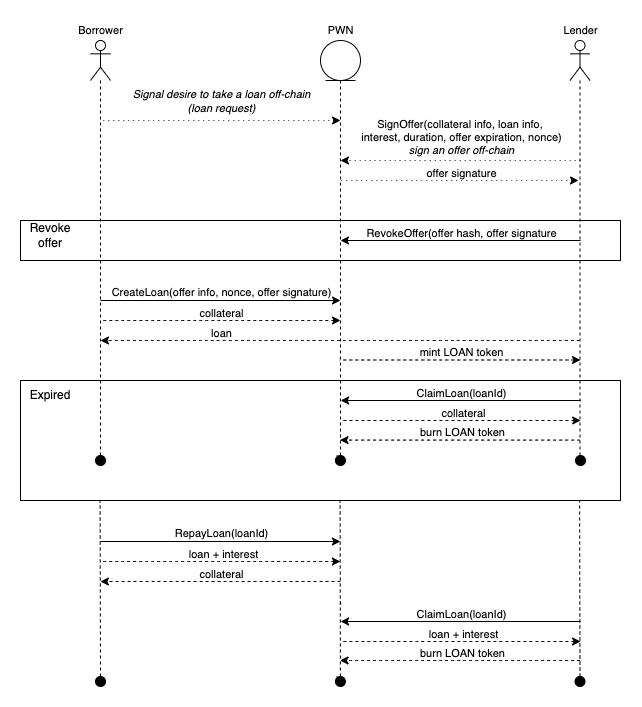 Borrower
PWN
Lender
Signal desire to take a loan off-chain
(loan request)
SignOffer(collateral info, loan info,
interest, duration, offer expiration, nonce)
sign an offer off-chain
offer signature
Revoke
offer
RevokeOffer(offer hash, offer signature
CreateLoan(offer info, nonce, offer signature)
collateral
loan
mint LOAN token
Expired
ClaimLoan(loanId)
collateral
burn LOAN token
RepayLoan(loanId)
loan + interest
collateral
ClaimLoan(loanId)
loan + interest
burn LOAN token